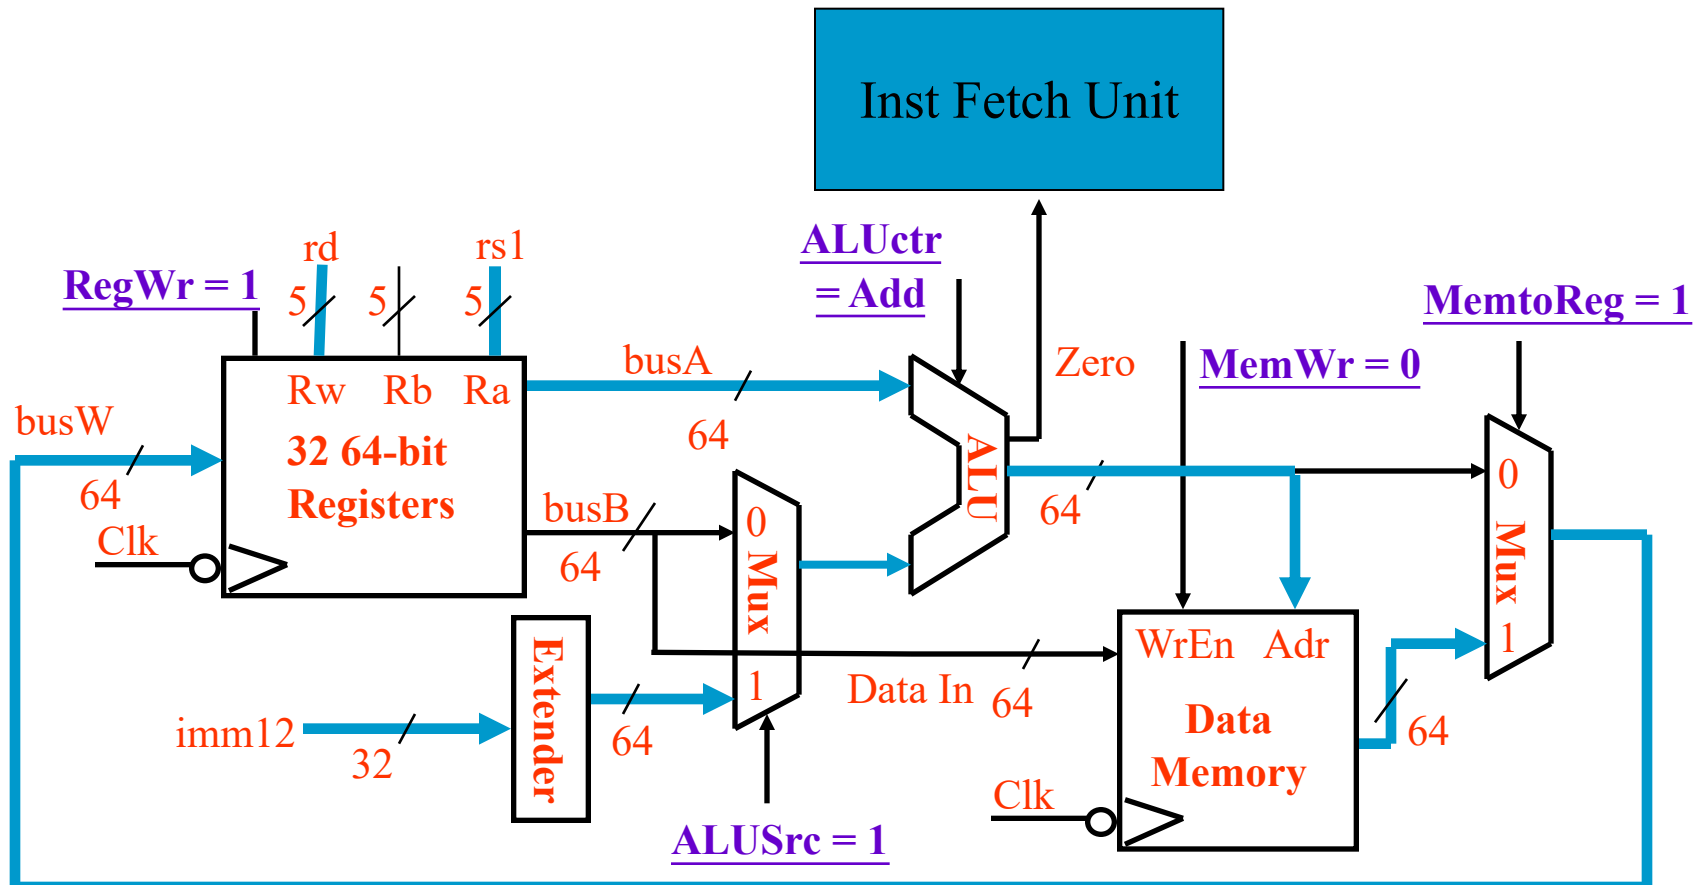 Inst Fetch Unit
rd
rs1
ALUctr
= Add
RegWr = 1
5
5
5
MemtoReg = 1
busA
Zero
MemWr = 0
Rw
Rb
Ra
busW
64
32 64-bit
Registers
ALU
0
64
busB
0
64
64
Clk
64
Mux
Mux
1
WrEn
Adr
Extender
1
Data In
64
imm12
32
64
Data
Memory
64
Clk
ALUSrc = 1